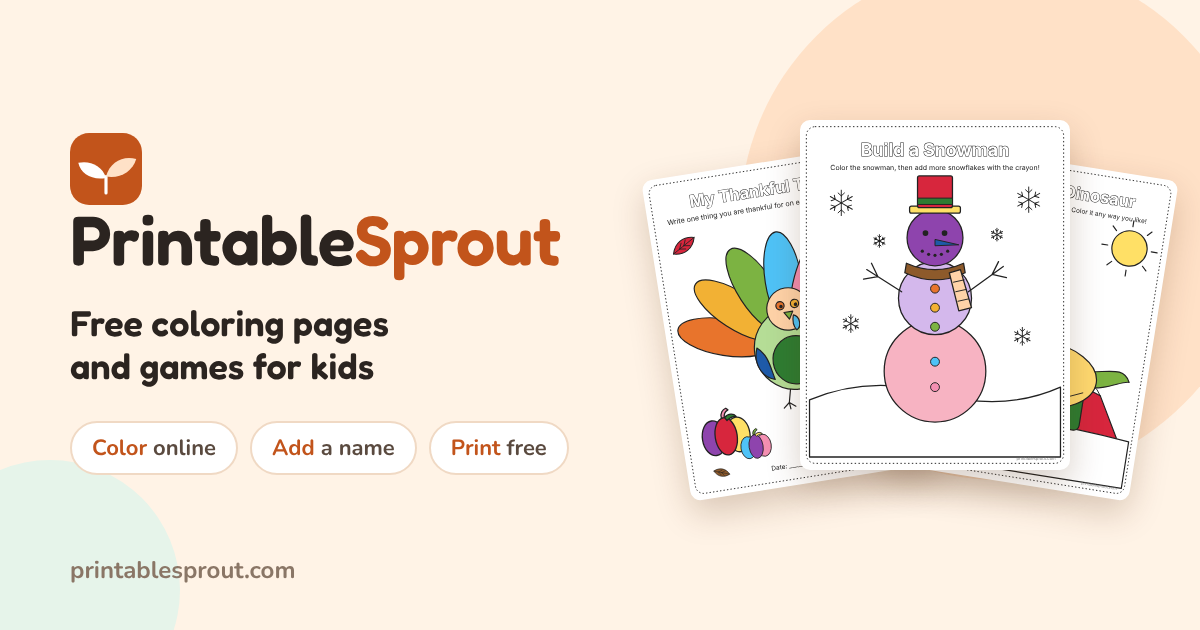 PrintableSprout
Free coloring pages
and games for kids
Color online
Add a name
Print free
printablesprout.com
My Thankful
Write one thing you are thankful for on
Date:
Build a Snowman
Color the snowman, then add more snowflakes with the crayon!
Dinosaur
Color it any way you like!